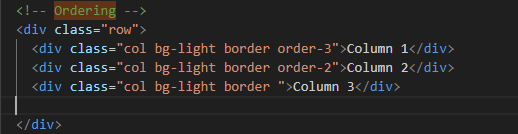 <!-- Ordering -->
<div class="row">
<div class="col bg-light border order-3">Column 1</div>
<div class="col bg-light border order-2">Column 2</div>
<div class="col bg-light border ">Column 3</div>
</div>